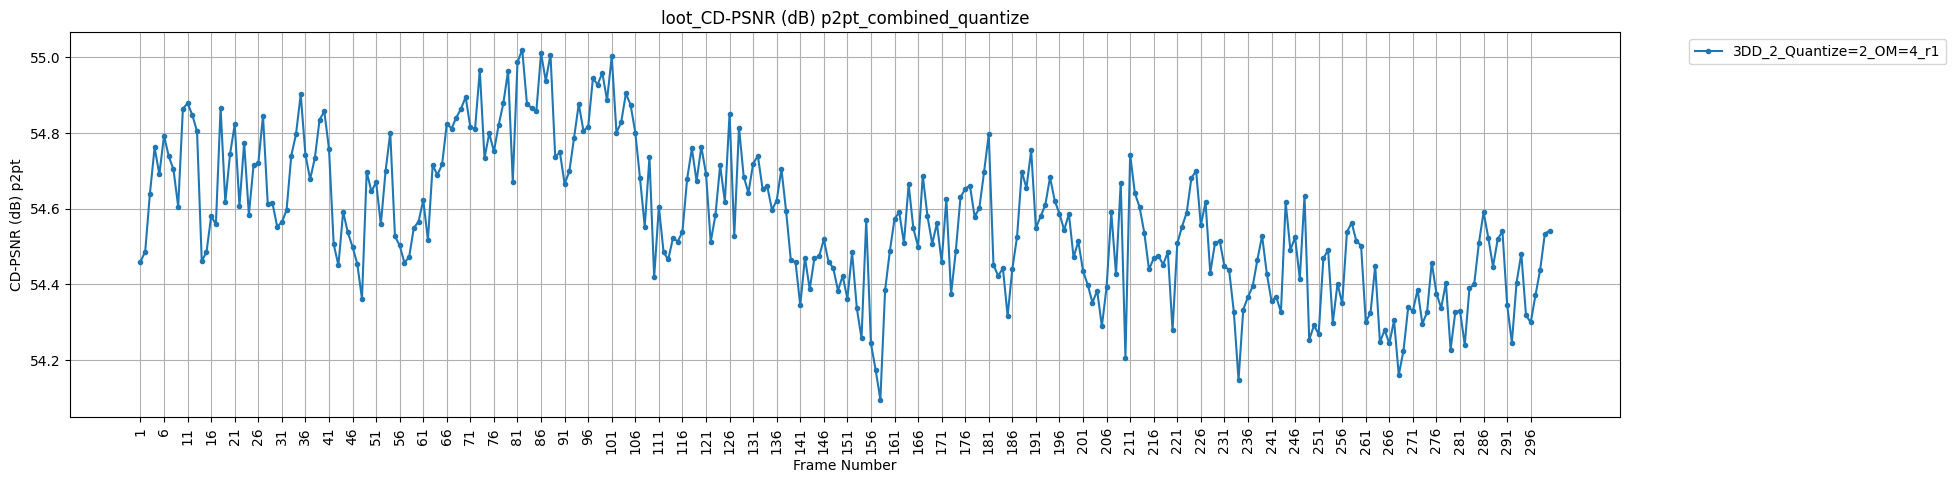 loot_CD-PSNR (dB) p2pt_combined_quantize
3DD_2_Quantize=2_OM=4_r1
CD-PSNR (dB) p2pt
55.0
54.8
54.6
54.4
54.2
1 6 11 16 21 26 31 36 41 46 51 56 61 66 71 76 81 86 91 96 101 106 111 116 121 126 131 136 141 146 151 156 161 166 171 176 181 186 191 196 201 206 211 216 221 226 231 236 241 246 251 256 261 266 271 276 281 286 291 296
Frame Number